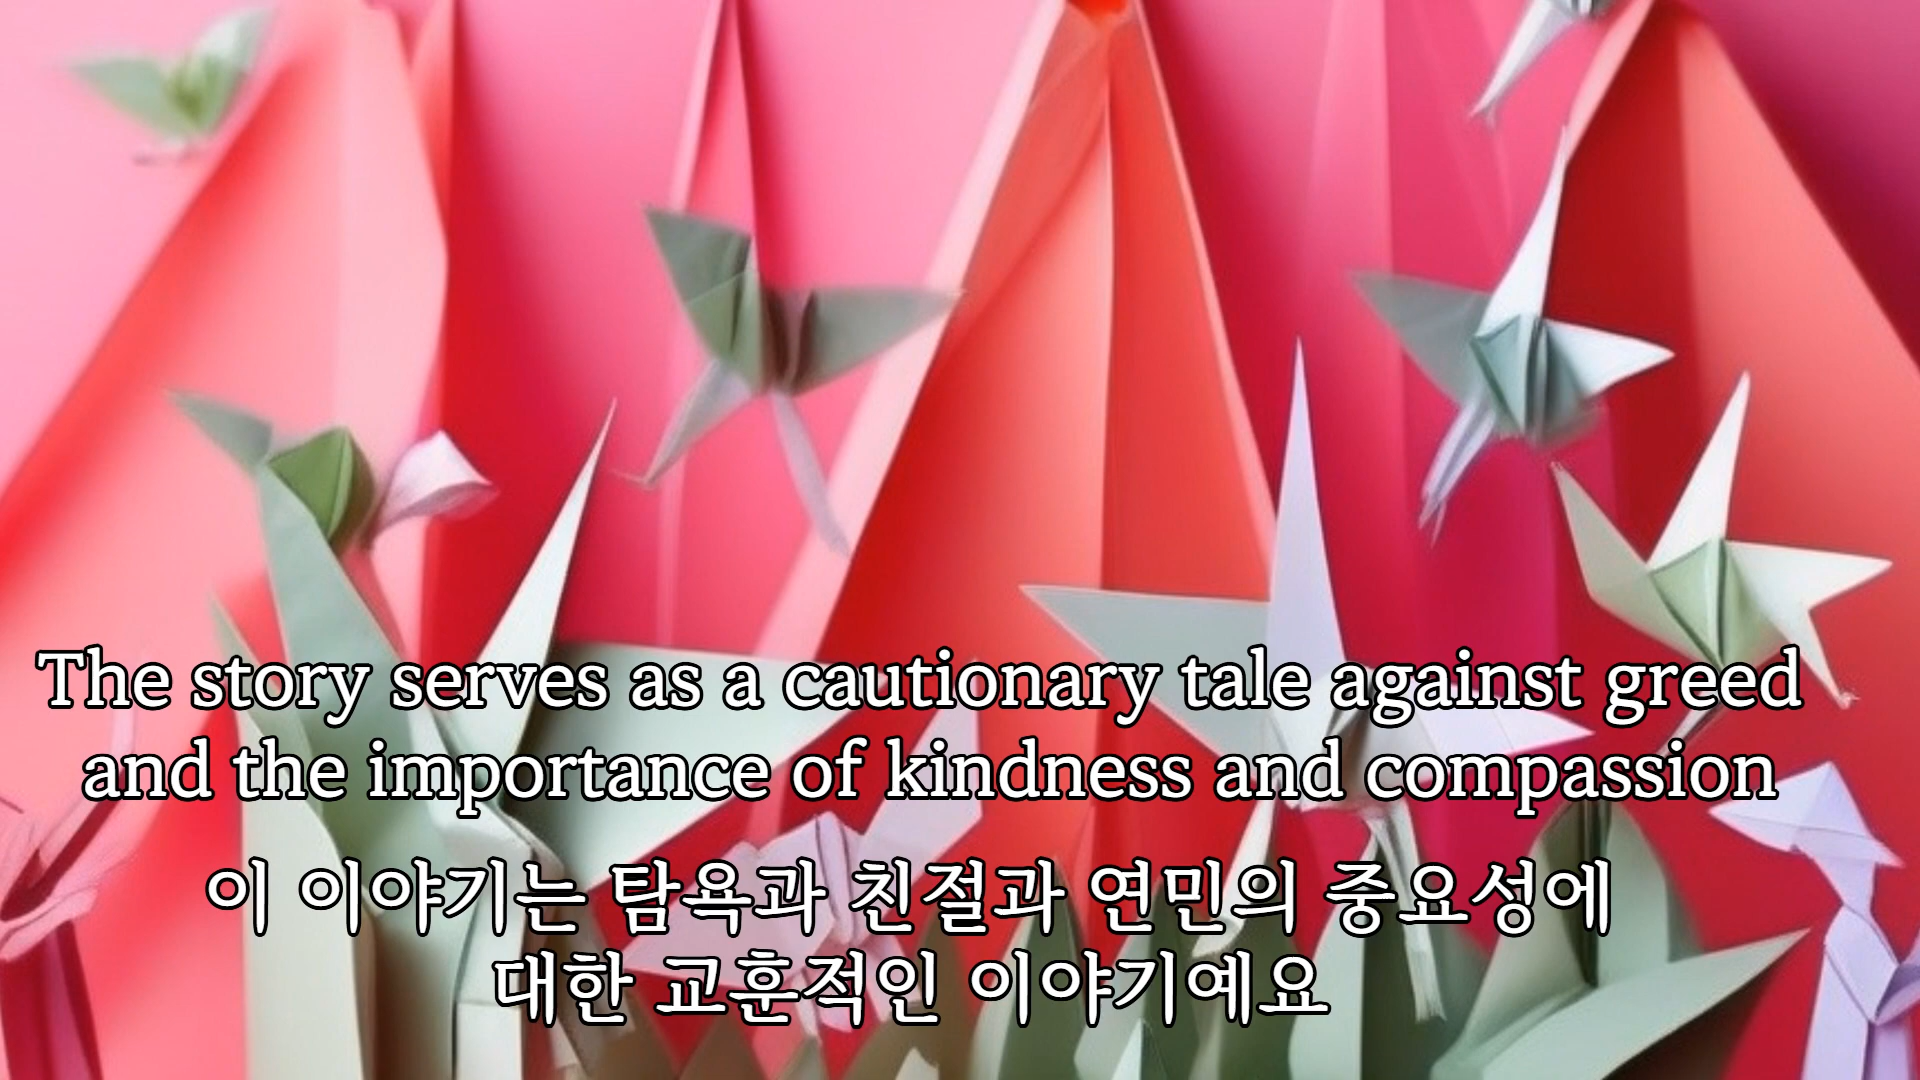 The story serves as a cautionary tale against greed
and the importance of kindness and compassion
이 이야기는 탐욕과 친절과 연민의 중요성에
대한 교훈적인 이야기예요